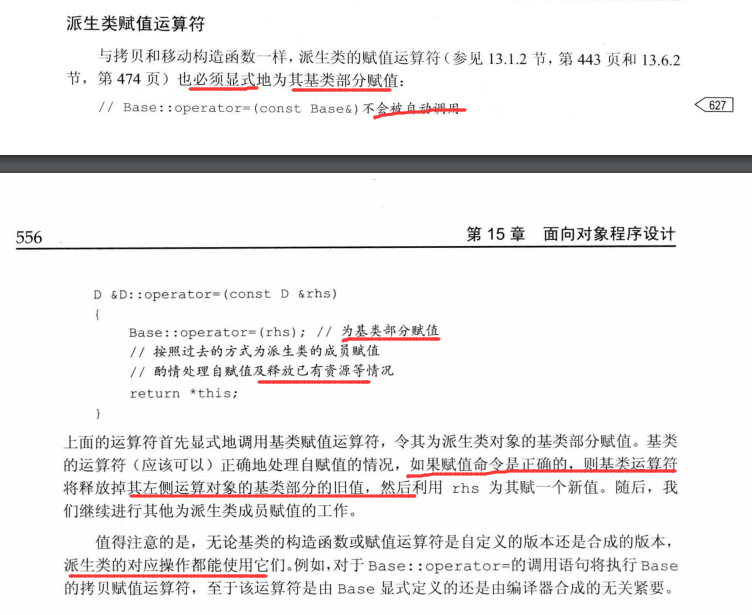 派生类赋值运算符
与拷贝和移动构造函数一样，派生类的赋值运算符（参见 13.1.2 节，第 443 页和 13.6.2
节，第 474 页）也必须显式地为其基类部分赋值：
// Base::operator=(const Base&)不会被自动调用
627
556
第 15 章 面向对象程序设计
D &D::operator=(const D &rhs)
{
Base::operator=(rhs); // 为基类部分赋值
// 按照过去的方式为派生类的成员赋值
// 酌情处理自赋值及释放已有资源等情况
return *this;
}
上面的运算符首先显式地调用基类赋值运算符，令其为派生类对象的基类部分赋值。基类
的运算符（应该可以）正确地处理自赋值的情况，如果赋值命令是正确的，则基类运算符
将释放掉其左侧运算对象的基类部分的旧值，然后利用 rhs 为其赋一个新值。随后，我
们继续进行其他为派生类成员赋值的工作。
值得注意的是，无论基类的构造函数或赋值运算符是自定义的版本还是合成的版本，
派生类的对应操作都能使用它们。例如，对于 Base::operator=的调用语句将执行 Base
的拷贝赋值运算符，至于该运算符是由 Base 显式定义的还是由编译器合成的无关紧要。